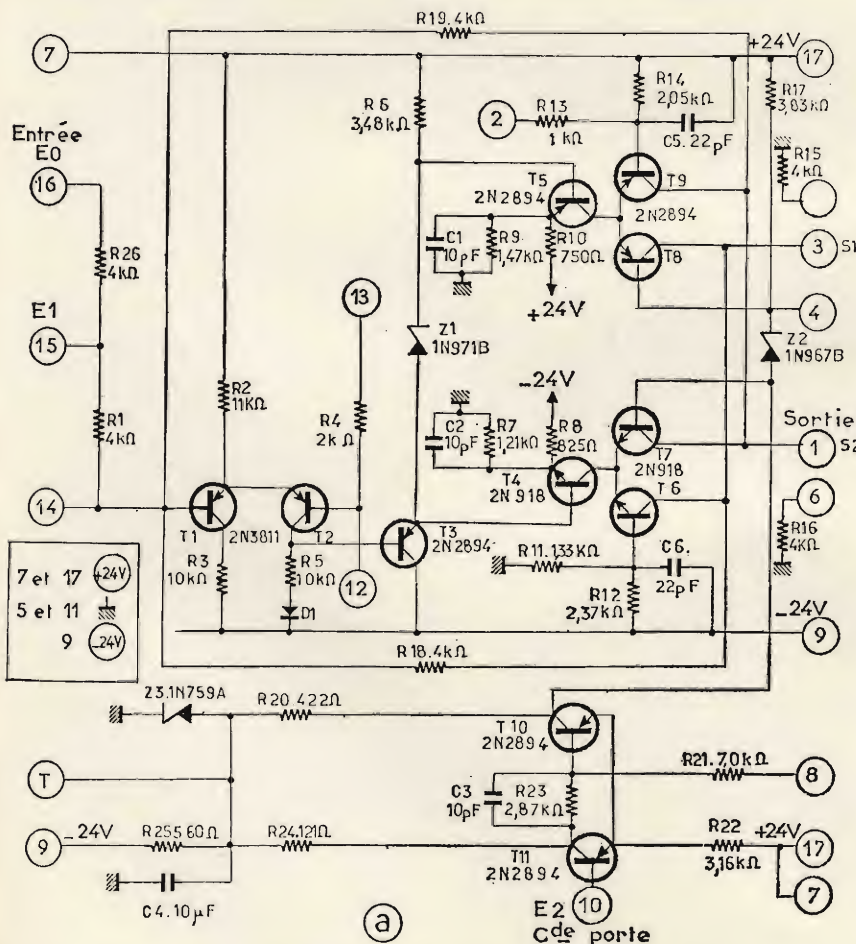 R19.4kΩ
7
+24V
17
R6
3,48kΩ
R14
2,05kΩ
R17
3,83kΩ
2
R13
1kΩ
C5.22pF
Entrée
E0
16
R15
4kΩ
T5
2N2894
T9
2N2894
R26
4kΩ
C1
10pF
R9
1,47kΩ
R10
750Ω
T8
3
S1
+24V
4
E1
15
13
Z1
1N971B
Z2
1N967B
R2
11KΩ
R4
2kΩ
-24V
R1
4kΩ
C2
10pF
R7
1,21kΩ
R8
825Ω
T7
2N918
Sortie
1
S2
T4
2N918
T6
6
14
T1
2N3811
T2
T3
2N2894
R16
4KΩ
R3
10kΩ
R5
10kΩ
12
R11.133KΩ
C6.
22pF
7 et 17
+24V
5 et 11
9
-24V
D1
R12
2,37kΩ
-24V
9
R18.4kΩ
Z3.1N759A
R20.422Ω
T10
2N2894
T
R21.7,0kΩ
8
C3
10pF
R23
2,87kΩ
9
-24V
R25560Ω
R24.121Ω
R22
3,16kΩ
+24V
17
T11
2N2894
7
C4.10µF
a
E2
10
Cde porte